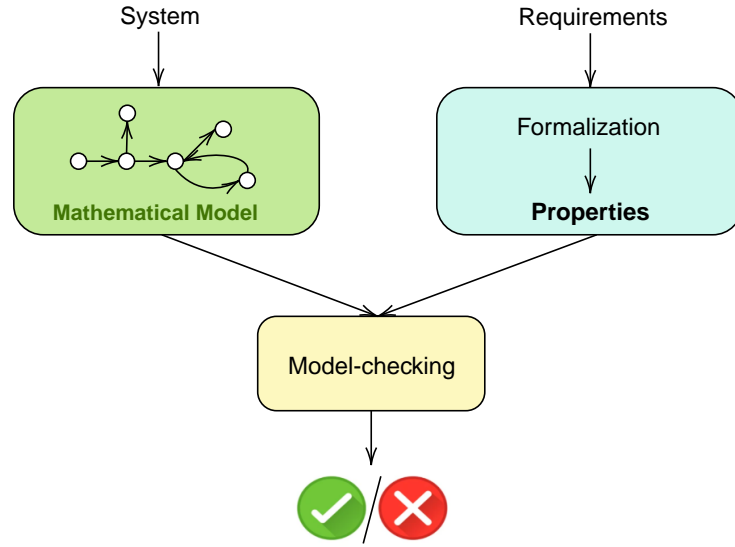 System
Requirements
Formalization
Mathematical Model
Properties
Model-checking